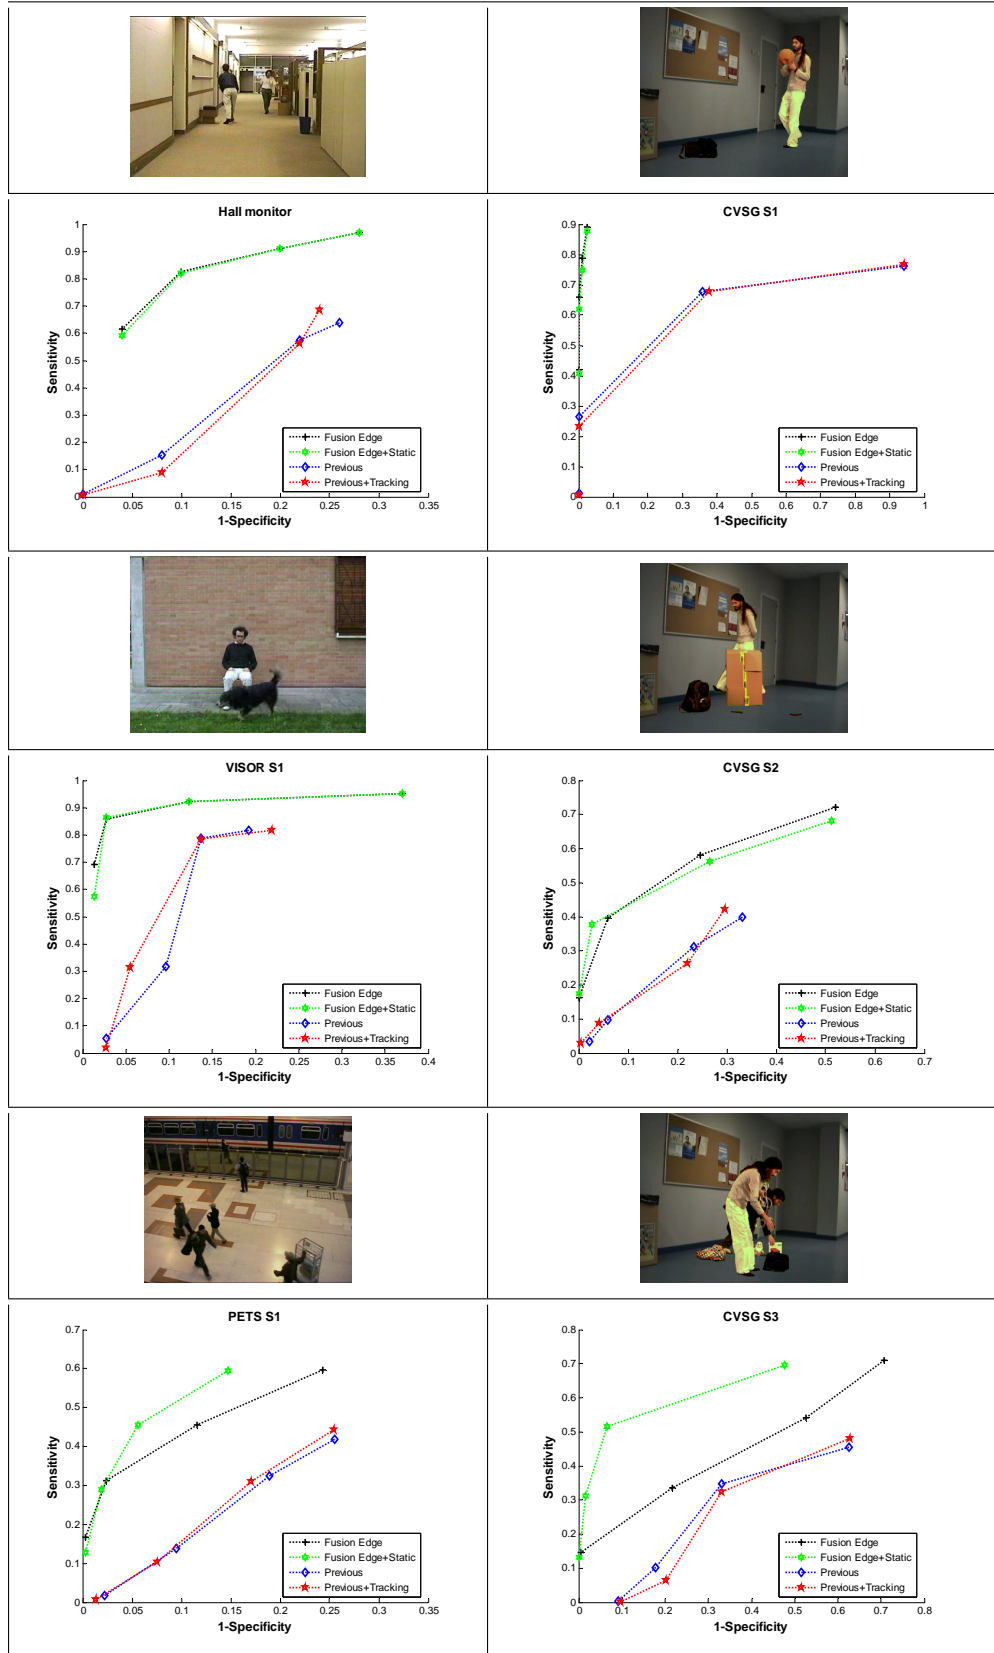 Hall monitor
1
0.9
0.8
0.7
0.6
0.5
0.4
0.3
0.2
0.1
0
0 0.05 0.1 0.15 0.2 0.25 0.3 0.35
Sensitivity
1-Specificity
Fusion Edge
Fusion Edge+Static
Previous
Previous+Tracking
CVSG S1
0.9
0.8
0.7
0.6
0.5
0.4
0.3
0.2
0.1
0
0 0.1 0.2 0.3 0.4 0.5 0.6 0.7 0.8 0.9 1
Sensitivity
1-Specificity
Fusion Edge
Fusion Edge+Static
Previous
Previous+Tracking
VISOR S1
1
0.9
0.8
0.7
0.6
0.5
0.4
0.3
0.2
0.1
0
0 0.05 0.1 0.15 0.2 0.25 0.3 0.35 0.4
Sensitivity
1-Specificity
Fusion Edge
Fusion Edge+Static
Previous
Previous+Tracking
CVSG S2
0.8
0.7
0.6
0.5
0.4
0.3
0.2
0.1
0
0 0.1 0.2 0.3 0.4 0.5 0.6 0.7
Sensitivity
1-Specificity
Fusion Edge
Fusion Edge+Static
Previous
Previous+Tracking
PETS S1
0.7
0.6
0.5
0.4
0.3
0.2
0.1
0
0 0.05 0.1 0.15 0.2 0.25 0.3 0.35
Sensitivity
1-Specificity
Fusion Edge
Fusion Edge+Static
Previous
Previous+Tracking
CVSG S3
0.8
0.7
0.6
0.5
0.4
0.3
0.2
0.1
0
0 0.1 0.2 0.3 0.4 0.5 0.6 0.7 0.8
Sensitivity
1-Specificity
Fusion Edge
Fusion Edge+Static
Previous
Previous+Tracking